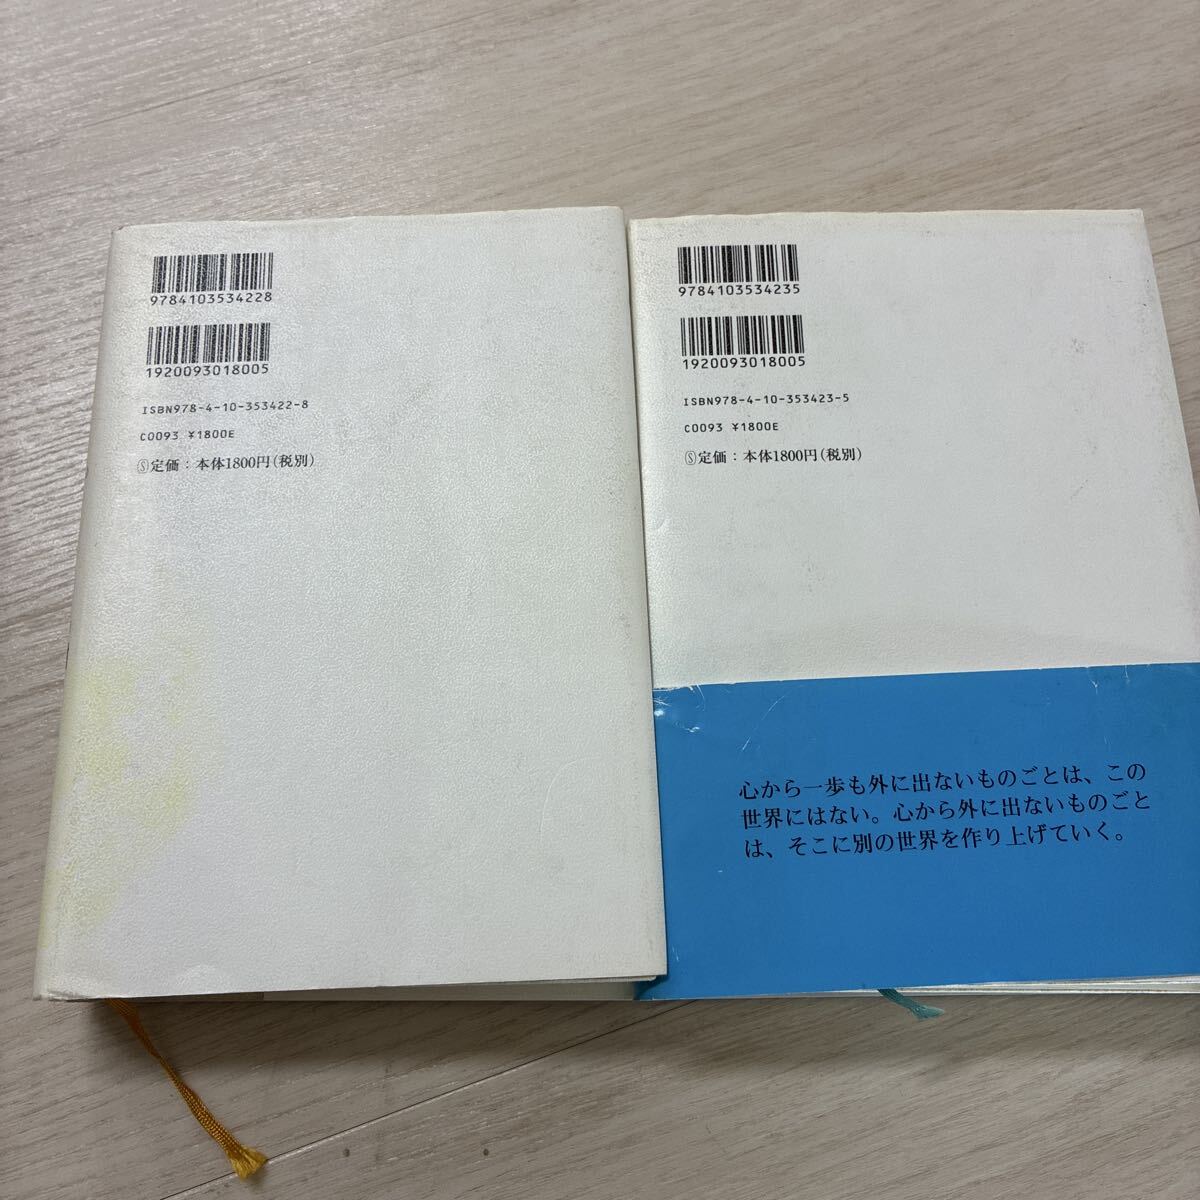 9784103534228
1920093018005
ISBN978-4-10-353422-8
C0093 ¥1800E
Ⓢ定価：本体1800円（税別）
9784103534235
1920093018005
ISBN978-4-10-353423-5
C0093 ¥1800E
Ⓢ定価：本体1800円（税別）
心から一歩も外に出ないものごとは、この
世界にはない。心から外に出ないものごと
は、そこに別の世界を作り上げていく。